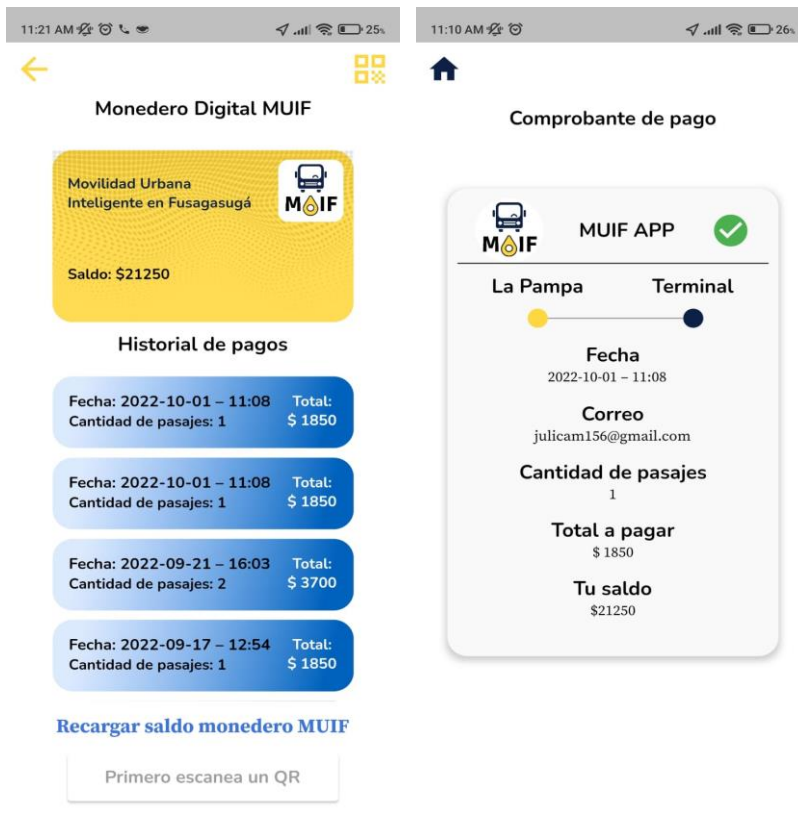 11:21 AM
25%
Monedero Digital MUIF
Movilidad Urbana
Inteligente en Fusagasugá
MUIF
Saldo: $21250
Historial de pagos
Fecha: 2022-10-01 – 11:08 Total:
Cantidad de pasajes: 1 $ 1850
Fecha: 2022-10-01 – 11:08 Total:
Cantidad de pasajes: 1 $ 1850
Fecha: 2022-09-21 – 16:03 Total:
Cantidad de pasajes: 2 $ 3700
Fecha: 2022-09-17 – 12:54 Total:
Cantidad de pasajes: 1 $ 1850
Recargar saldo monedero MUIF
Primero escanea un QR
11:10 AM
26%
Comprobante de pago
MUIF
MUIF APP
La Pampa Terminal
Fecha
2022-10-01 – 11:08
Correo
julicam156@gmail.com
Cantidad de pasajes
1
Total a pagar
$ 1850
Tu saldo
$21250